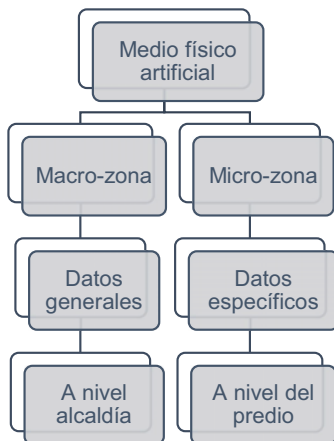 Medio físico
artificial
Macro-zona
Micro-zona
Datos
generales
Datos
específicos
A nivel
alcaldía
A nivel del
predio